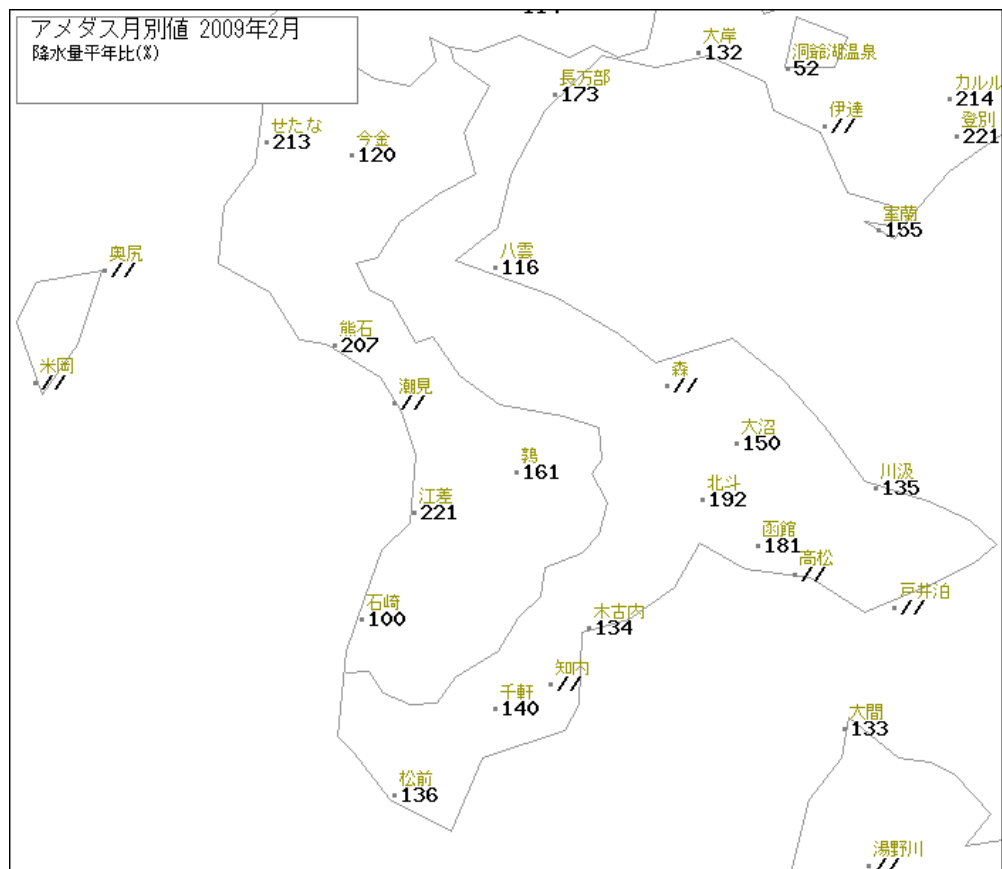 アメダス月別値 2009年2月
降水量平年比(%)
大岸
132
洞爺湖温泉
52
長万部
173
カルル
214
伊達
//
登別
221
せたな
213
今金
120
室蘭
155
奥尻
//
八雲
116
熊石
207
米岡
//
潮見
//
森
//
大沼
150
鶉
161
川汲
135
北斗
192
江差
221
函館
181
高松
//
石崎
100
戸井泊
//
木古内
134
知内
//
千軒
140
大間
133
松前
136
湯野川
//